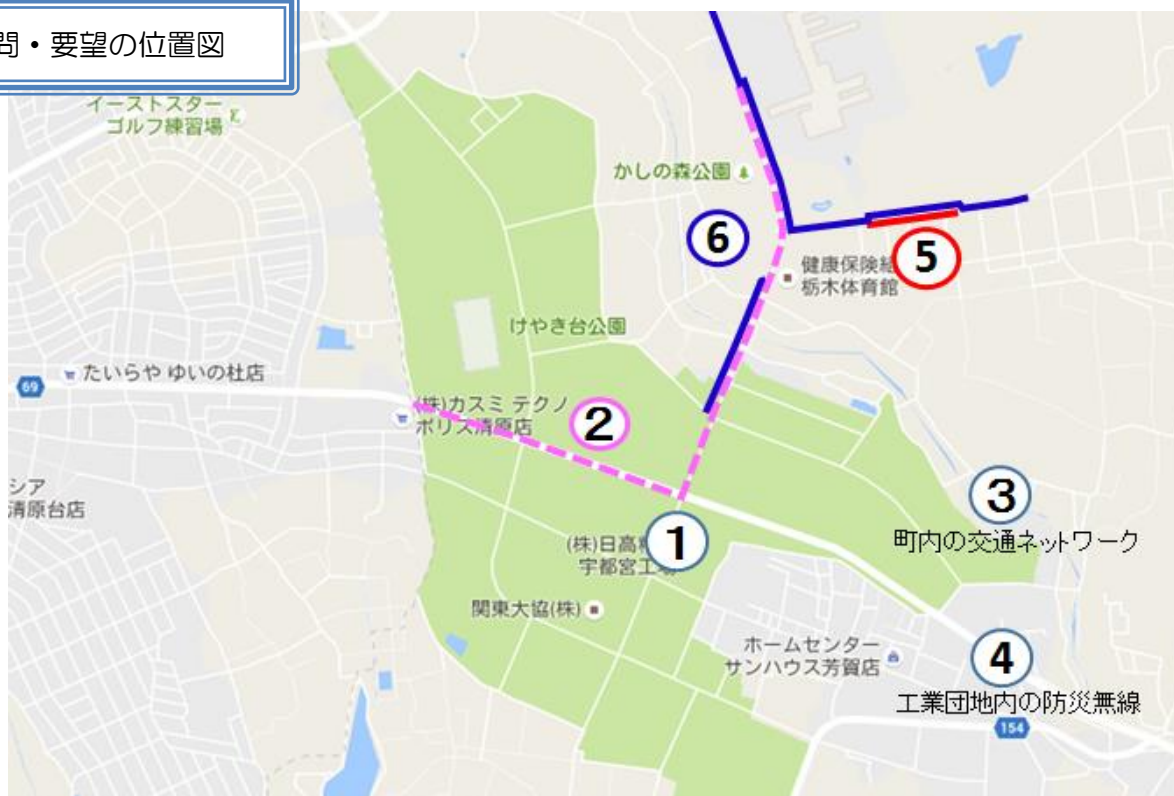 問・要望の位置図
イーストスター
ゴルフ練習場
かしの森公園
6
5
健康保険組
栃木体育館
けやき台公園
69
たいらや ゆいの杜店
(株)カスミ テクノ
ポリス清原店
2
シア
清原台店
3
町内の交通ネットワーク
1
(株)日高
宇都宮工場
関東大協(株)
ホームセンター
サンハウス芳賀店
4
工業団地内の防災無線
154